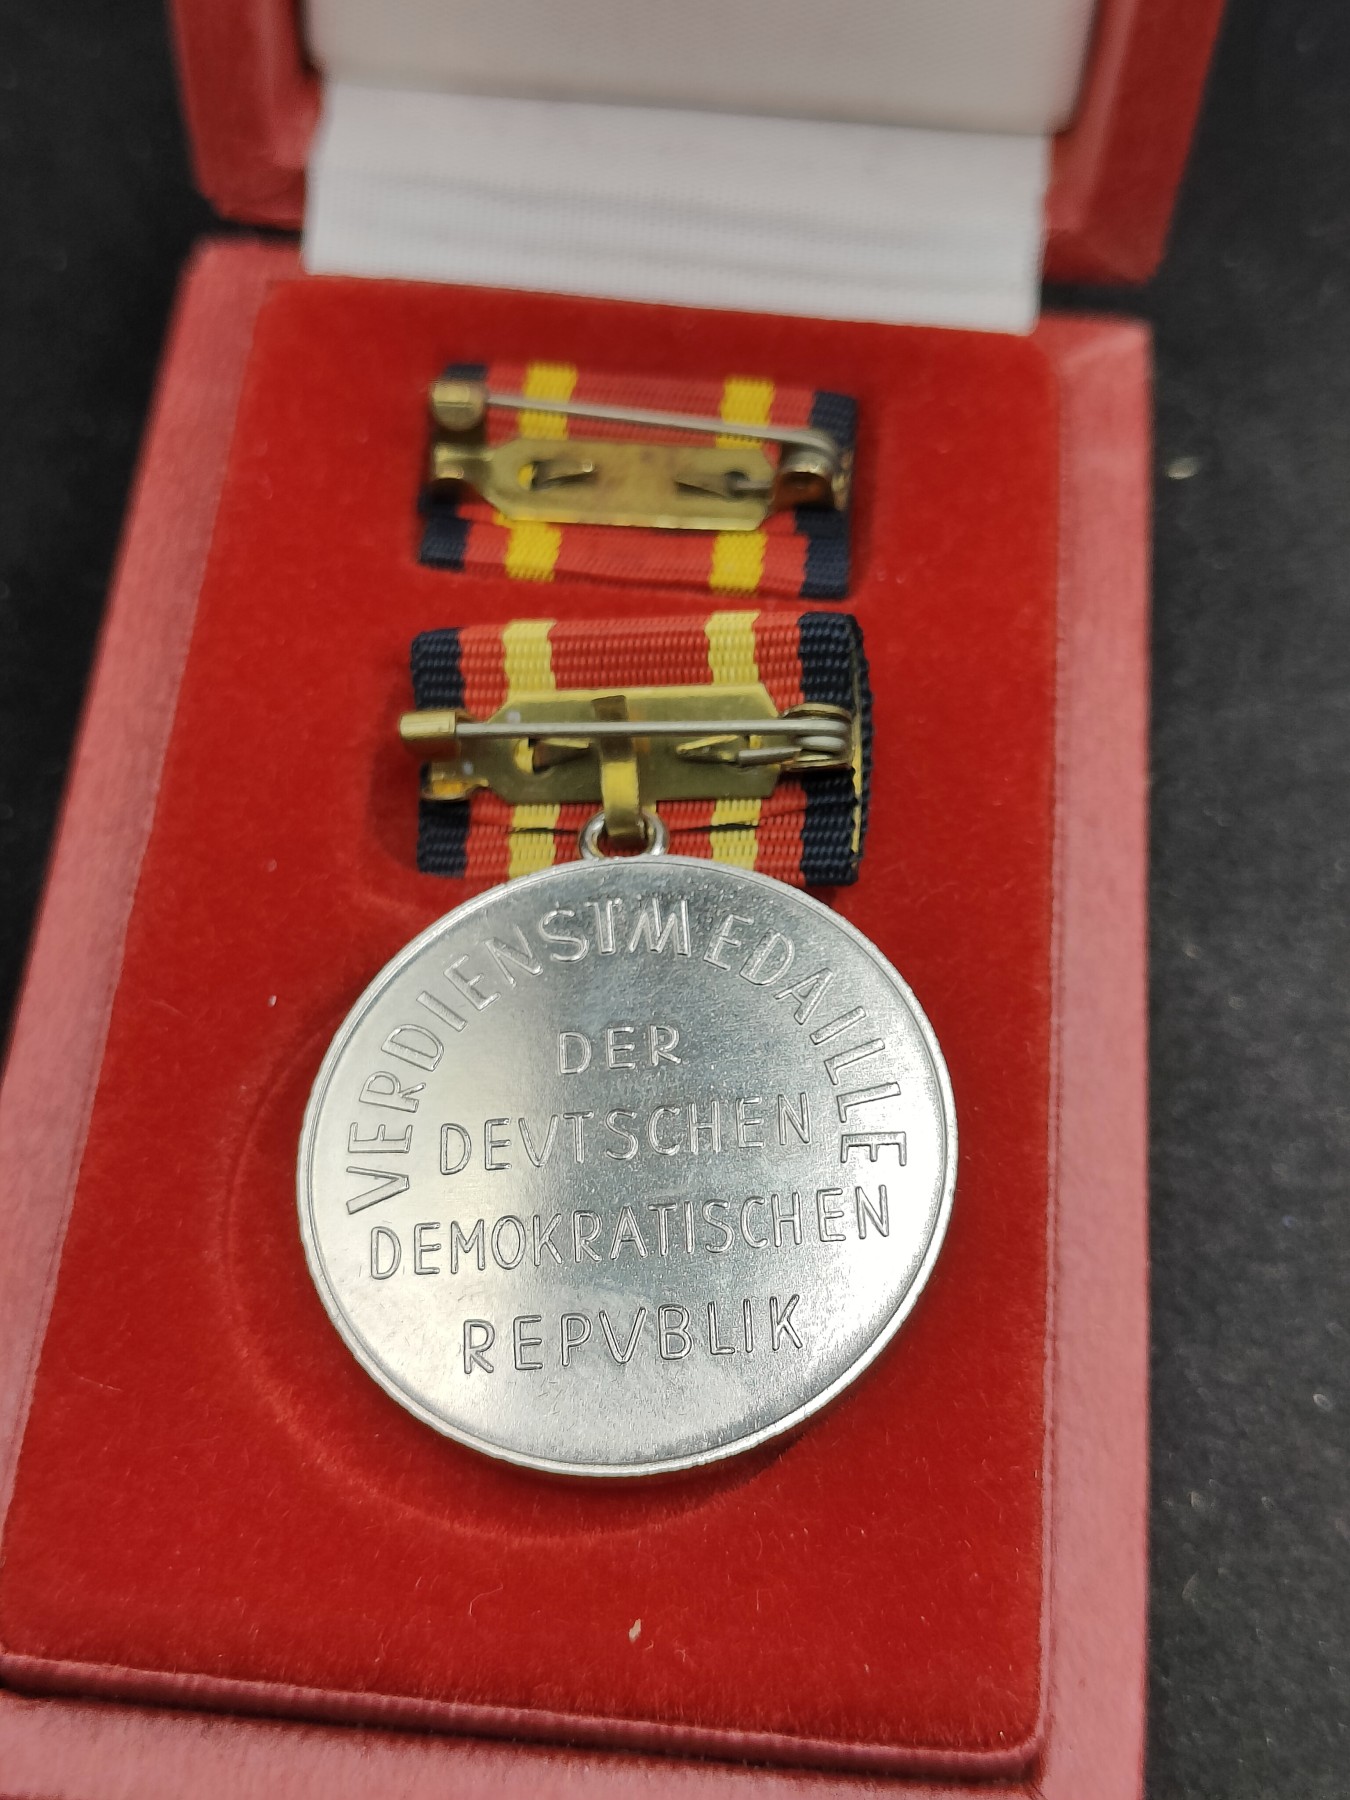 VERDIENSTMEDAILLE
DER
DEVTSCHEN
DEMOKRATISCHEN
REPVBLIK